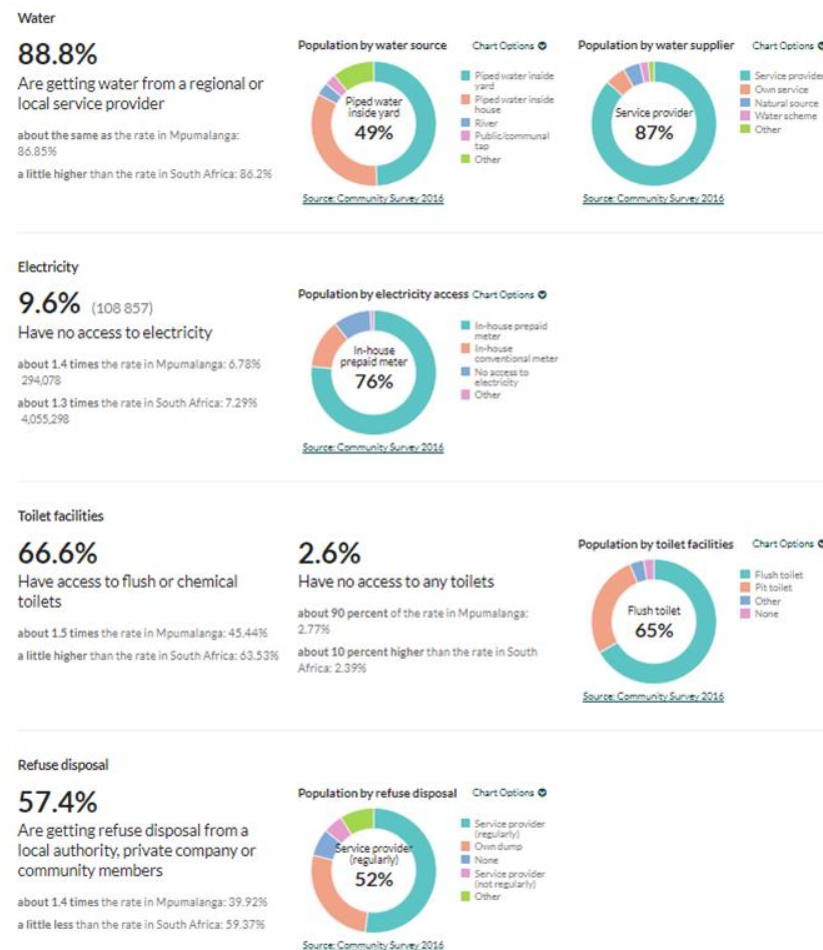 Water
88.8%
Are getting water from a regional or
local service provider
about the same as the rate in Mpumalanga:
86.85%
a little higher than the rate in South Africa: 86.2%
Population by water source
Chart Options
Piped water
inside yard
49%
Piped water inside
yard
Piped water inside
house
River
Public/communal
tap
Other
Source: Community Survey 2016
Population by water supplier
Chart Options
Service provider
87%
Service provider
Own service
Natural source
Water scheme
Other
Source: Community Survey 2016
Electricity
9.6% (108 857)
Have no access to electricity
about 1.4 times the rate in Mpumalanga: 6.78%
294,078
about 1.3 times the rate in South Africa: 7.29%
4,055,298
Population by electricity access
Chart Options
In-house
prepaid meter
76%
In-house prepaid
meter
In-house
conventional meter
No access to
electricity
Other
Source: Community Survey 2016
Toilet facilities
66.6%
Have access to flush or chemical
toilets
about 1.5 times the rate in Mpumalanga: 45.44%
a little higher than the rate in South Africa: 63.53%
2.6%
Have no access to any toilets
about 90 percent of the rate in Mpumalanga:
2.77%
about 10 percent higher than the rate in South
Africa: 2.39%
Population by toilet facilities
Chart Options
Flush toilet
65%
Flush toilet
Pit toilet
Other
None
Source: Community Survey 2016
Refuse disposal
57.4%
Are getting refuse disposal from a
local authority, private company or
community members
about 1.4 times the rate in Mpumalanga: 39.92%
a little less than the rate in South Africa: 59.37%
Population by refuse disposal
Chart Options
Service provider
(regularly)
52%
Service provider
(regularly)
Own dump
None
Service provider
(not regularly)
Other
Source: Community Survey 2016